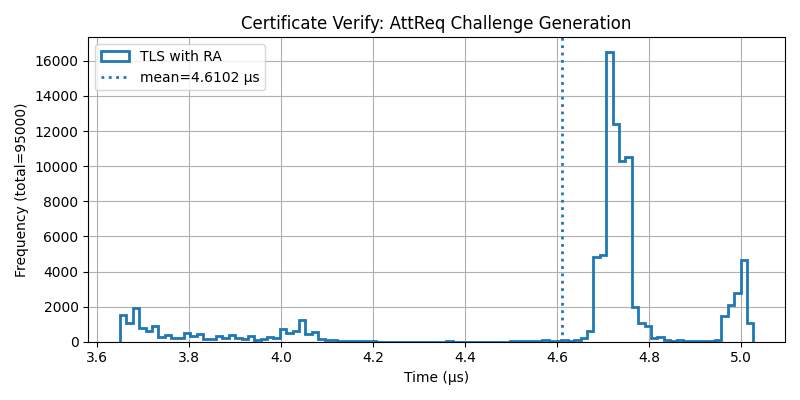 Certificate Verify: AttReq Challenge Generation
TLS with RA
mean=4.6102 µs
Frequency (total=95000)
16000
14000
12000
10000
8000
6000
4000
2000
0
3.6 3.8 4.0 4.2 4.4 4.6 4.8 5.0
Time (µs)